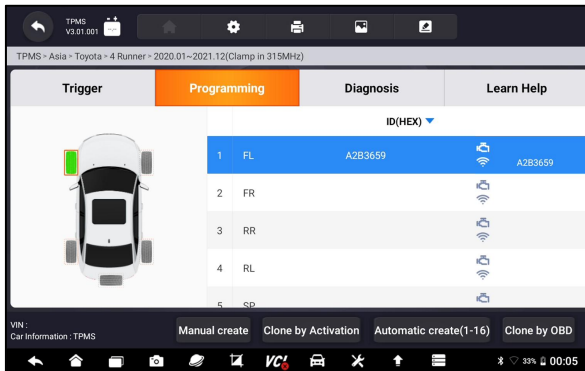 TPMS
V3.01.001
TPMS > Asia > Toyota > 4 Runner > 2020.01~2021.12(Clamp in 315MHz)
Trigger Programming Diagnosis Learn Help
ID(HEX)
1 FL A2B3659 A2B3659
2 FR
3 RR
4 RL
5 SP
VIN :
Car Information : TPMS
Manual create Clone by Activation Automatic create(1-16) Clone by OBD
VCI 33% 00:05